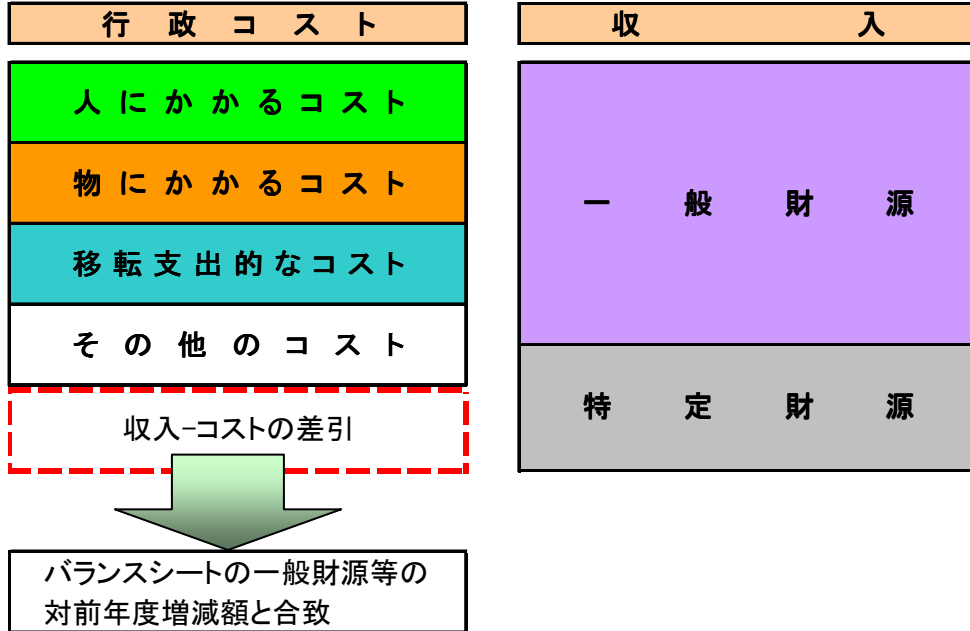 行政コスト
人にかかるコスト
物にかかるコスト
移転支出的なコスト
その他のコスト
収入-コストの差引
バランスシートの一般財源等の
対前年度増減額と合致
収入
一般財源
特定財源